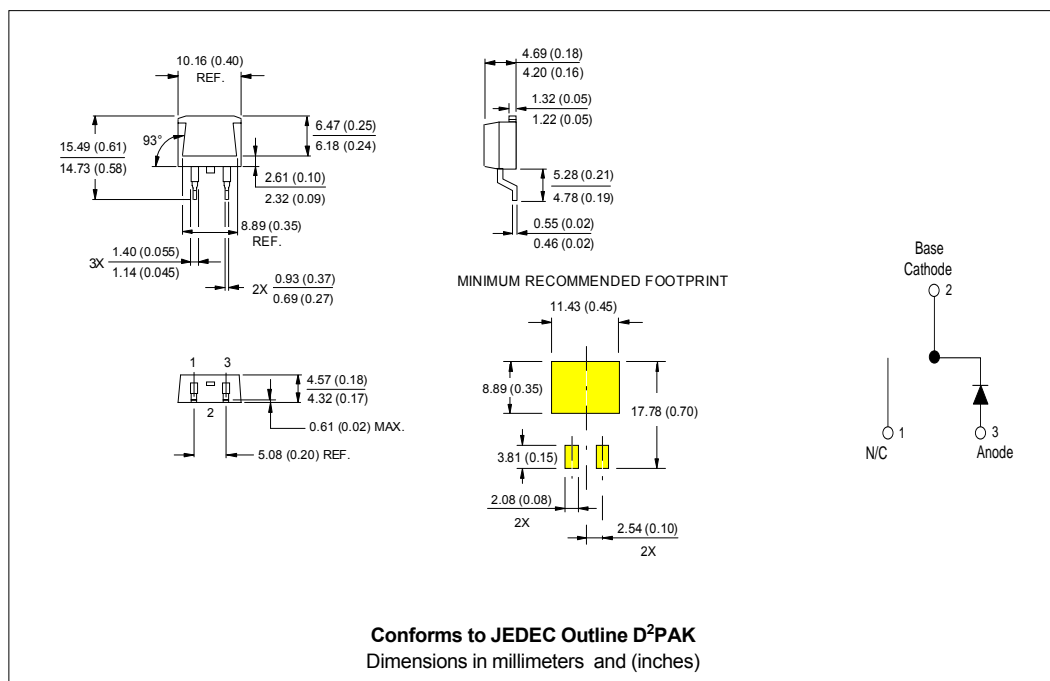 10.16 (0.40)
REF.
15.49 (0.61)
14.73 (0.58)
93°
6.47 (0.25)
6.18 (0.24)
2.61 (0.10)
2.32 (0.09)
8.89 (0.35)
REF.
3X
1.40 (0.055)
1.14 (0.045)
2X
0.93 (0.37)
0.69 (0.27)
4.69 (0.18)
4.20 (0.16)
1.32 (0.05)
1.22 (0.05)
5.28 (0.21)
4.78 (0.19)
0.55 (0.02)
0.46 (0.02)
1 3
2
4.57 (0.18)
4.32 (0.17)
0.61 (0.02) MAX.
5.08 (0.20) REF.
MINIMUM RECOMMENDED FOOTPRINT
11.43 (0.45)
8.89 (0.35)
17.78 (0.70)
3.81 (0.15)
2.08 (0.08)
2X
2.54 (0.10)
2X
Base
Cathode
2
1
N/C
3
Anode
Conforms to JEDEC Outline D²PAK
Dimensions in millimeters and (inches)